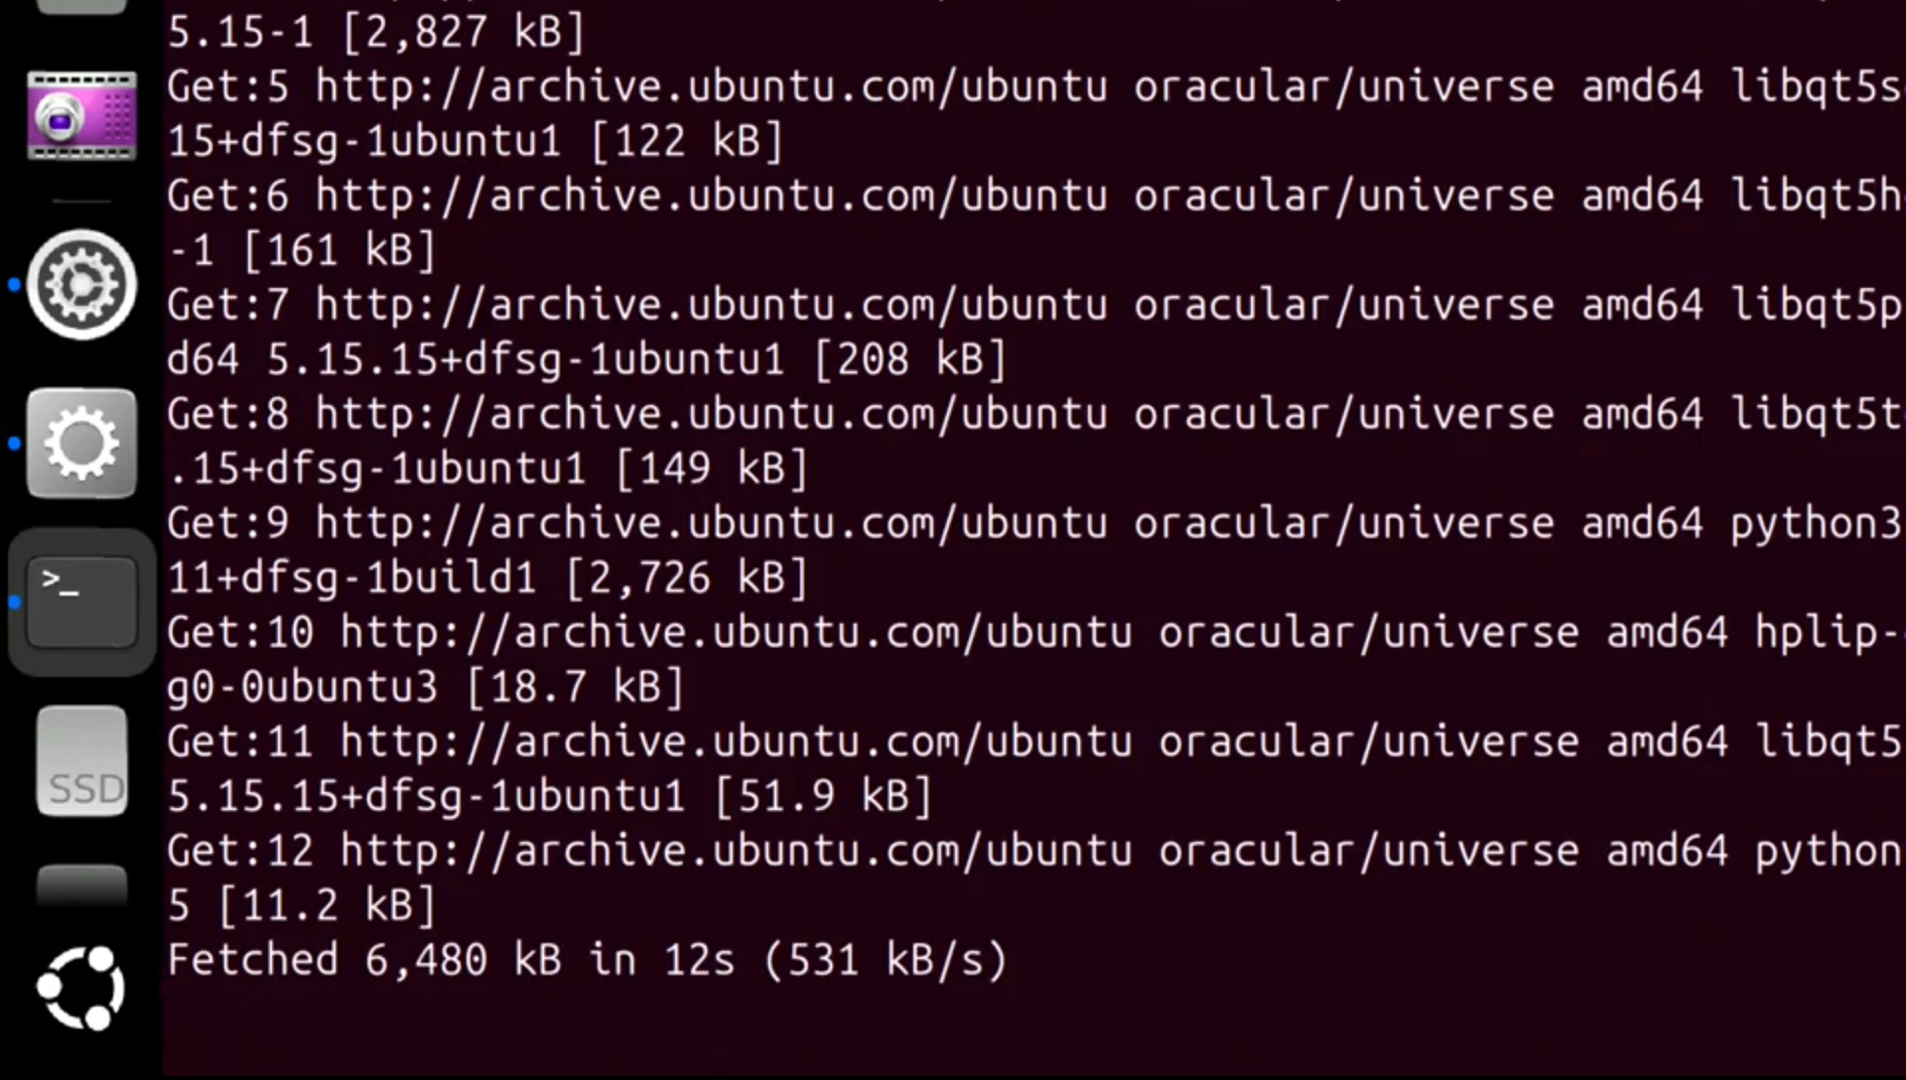 5.15-1 [2,827 kB]
Get:5 http://archive.ubuntu.com/ubuntu oracular/universe amd64 libqt5s
15+dfsg-1ubuntu1 [122 kB]
Get:6 http://archive.ubuntu.com/ubuntu oracular/universe amd64 libqt5h
-1 [161 kB]
Get:7 http://archive.ubuntu.com/ubuntu oracular/universe amd64 libqt5p
d64 5.15.15+dfsg-1ubuntu1 [208 kB]
Get:8 http://archive.ubuntu.com/ubuntu oracular/universe amd64 libqt5t
.15+dfsg-1ubuntu1 [149 kB]
Get:9 http://archive.ubuntu.com/ubuntu oracular/universe amd64 python3
11+dfsg-1build1 [2,726 kB]
>_
Get:10 http://archive.ubuntu.com/ubuntu oracular/universe amd64 hplip-
g0-0ubuntu3 [18.7 kB]
Get:11 http://archive.ubuntu.com/ubuntu oracular/universe amd64 libqt5
SSD
5.15.15+dfsg-1ubuntu1 [51.9 kB]
Get:12 http://archive.ubuntu.com/ubuntu oracular/universe amd64 python
5 [11.2 kB]
Fetched 6,480 kB in 12s (531 kB/s)